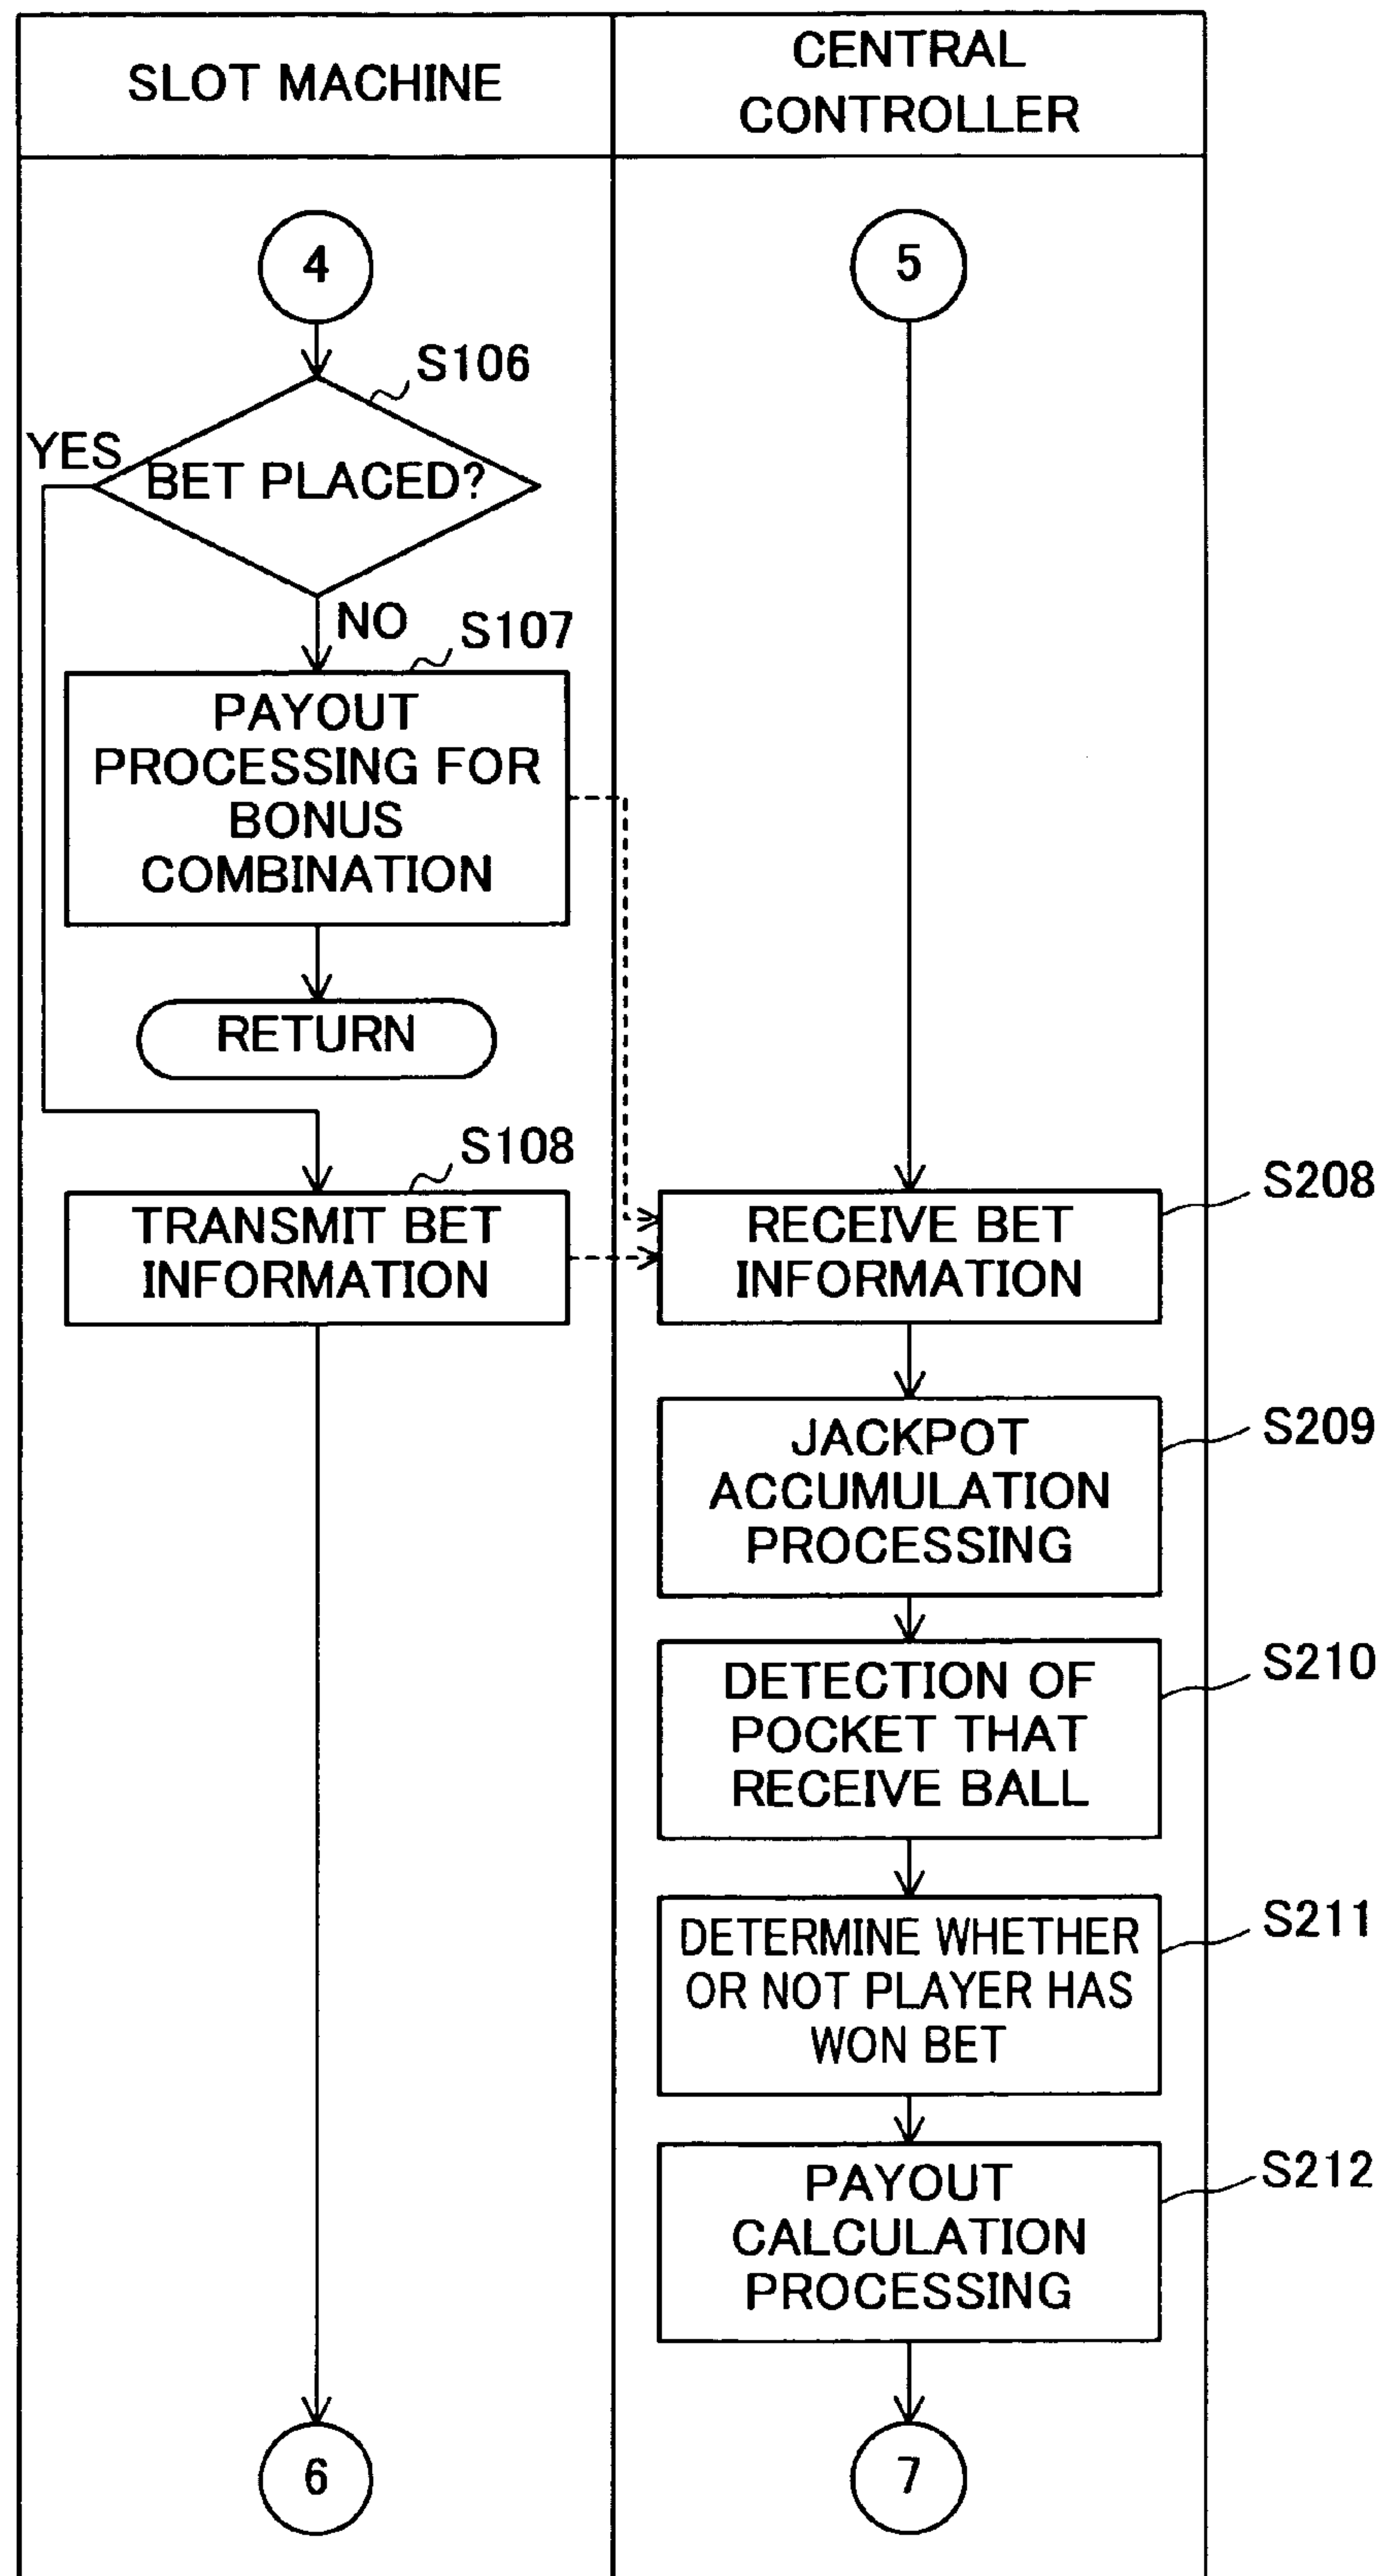 SLOT MACHINE
CENTRAL
CONTROLLER
4
5
S106
YES
BET PLACED?
NO
S107
PAYOUT
PROCESSING FOR
BONUS
COMBINATION
RETURN
S108
TRANSMIT BET
INFORMATION
RECEIVE BET
INFORMATION
S208
JACKPOT
ACCUMULATION
PROCESSING
S209
DETECTION OF
POCKET THAT
RECEIVE BALL
S210
DETERMINE WHETHER
OR NOT PLAYER HAS
WON BET
S211
PAYOUT
CALCULATION
PROCESSING
S212
6
7